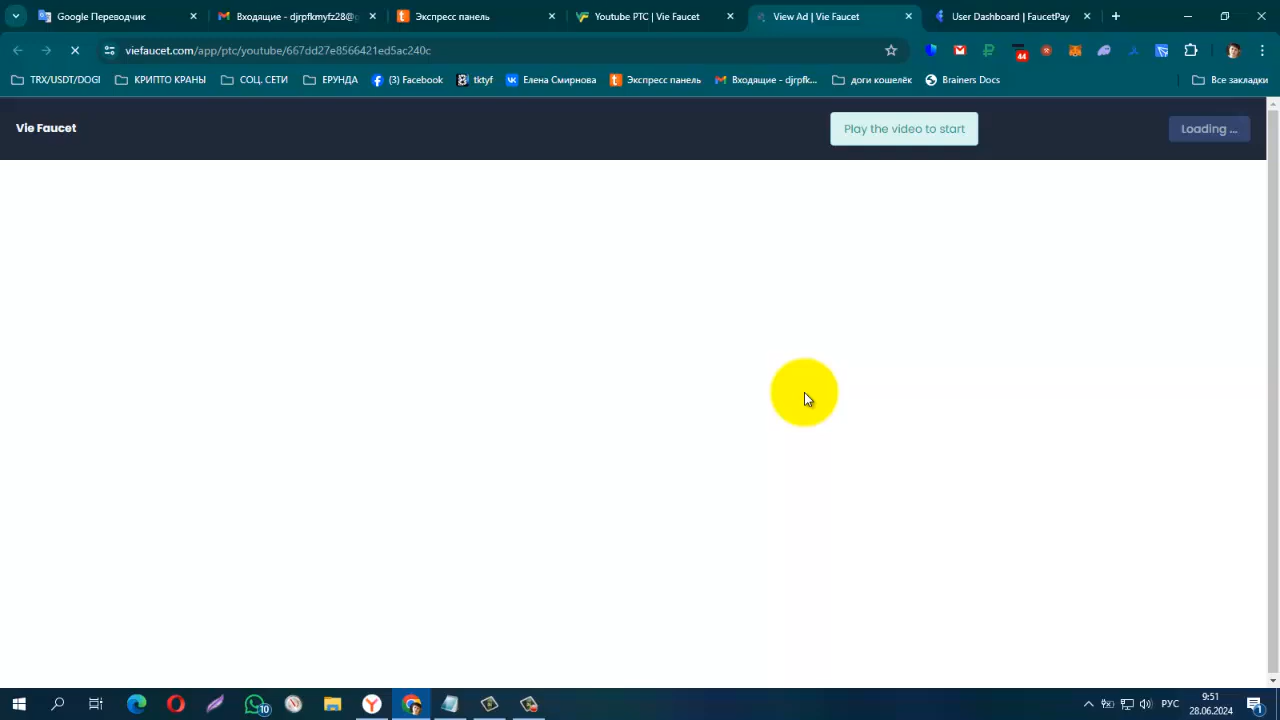 Google Переводчик
Входящие - djrpfkmyfz28@g
Экспресс панель
Youtube PTC | Vie Faucet
View Ad | Vie Faucet
User Dashboard | FaucetPay
viefaucet.com/app/ptc/youtube/667dd27e8566421ed5ac240c
44
TRX/USDT/DOGI
КРИПТО КРАНЫ
СОЦ. СЕТИ
ЕРУНДА
(3) Facebook
tktyf
Елена Смирнова
Экспресс панель
Входящие - djrpfk...
доги кошелёк
Brainers Docs
Все закладки
Vie Faucet
Play the video to start
Loading ...
10
РУС
9:51
28.06.2024
1